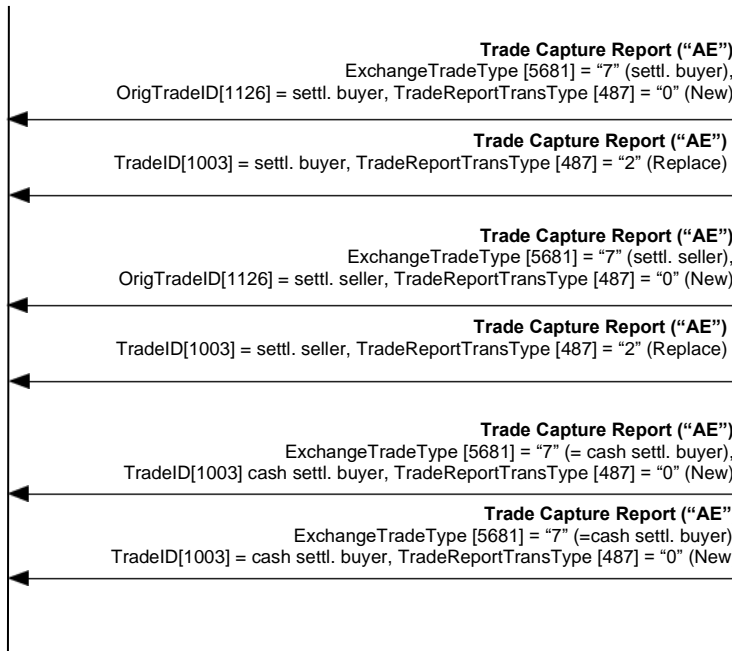 Trade Capture Report (“AE”)
ExchangeTradeType [5681] = “7” (settl. buyer),
OrigTradeID[1126] = settl. buyer, TradeReportTransType [487] = “0” (New)
Trade Capture Report (“AE”)
TradeID[1003] = settl. buyer, TradeReportTransType [487] = “2” (Replace)
Trade Capture Report (“AE”)
ExchangeTradeType [5681] = “7” (settl. seller),
OrigTradeID[1126] = settl. seller, TradeReportTransType [487] = “0” (New)
Trade Capture Report (“AE”)
TradeID[1003] = settl. seller, TradeReportTransType [487] = “2” (Replace)
Trade Capture Report (“AE”)
ExchangeTradeType [5681] = “7” (= cash settl. buyer),
TradeID[1003] cash settl. buyer, TradeReportTransType [487] = “0” (New)
Trade Capture Report (“AE”
ExchangeTradeType [5681] = “7” (=cash settl. buyer)
TradeID[1003] = cash settl. buyer, TradeReportTransType [487] = “0” (New